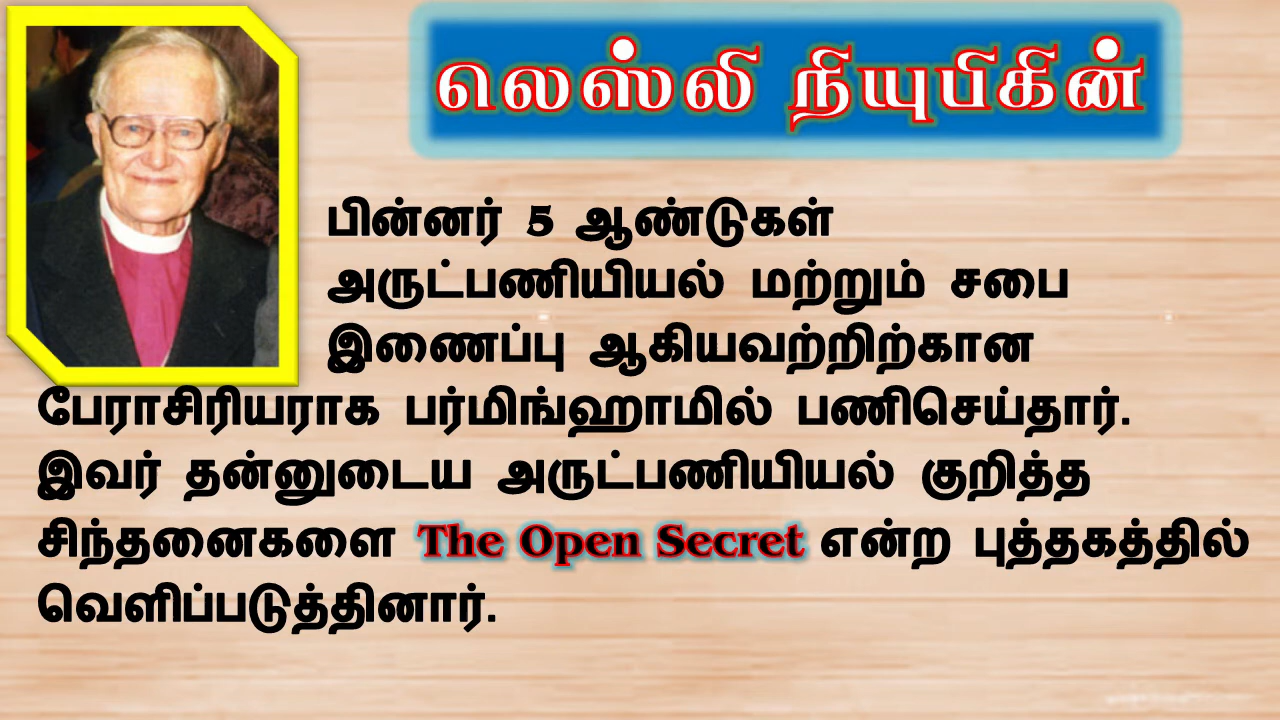 லெஸ்லி நியுபிகின்
பின்னர் 5 ஆண்டுகள்
அருட்பணியியல் மற்றும் சபை
இணைப்பு ஆகியவற்றிற்கான
பேராசிரியராக பர்மிங்ஹாமில் பணிசெய்தார்.
இவர் தன்னுடைய அருட்பணியியல் குறித்த
சிந்தனைகளை The Open Secret என்ற புத்தகத்தில்
வெளிப்படுத்தினார்.